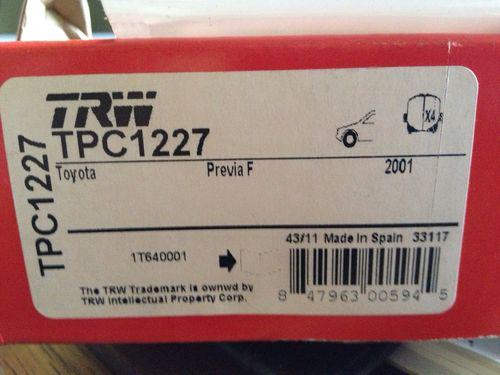 TRW
TPC1227
TPC1227
X4
Toyota Previa F 2001
43/11 Made in Spain 33117
1T640001
8 47963 00594 5
The TRW Trademark is ownwd by
TRW Intellectual Property Corp.